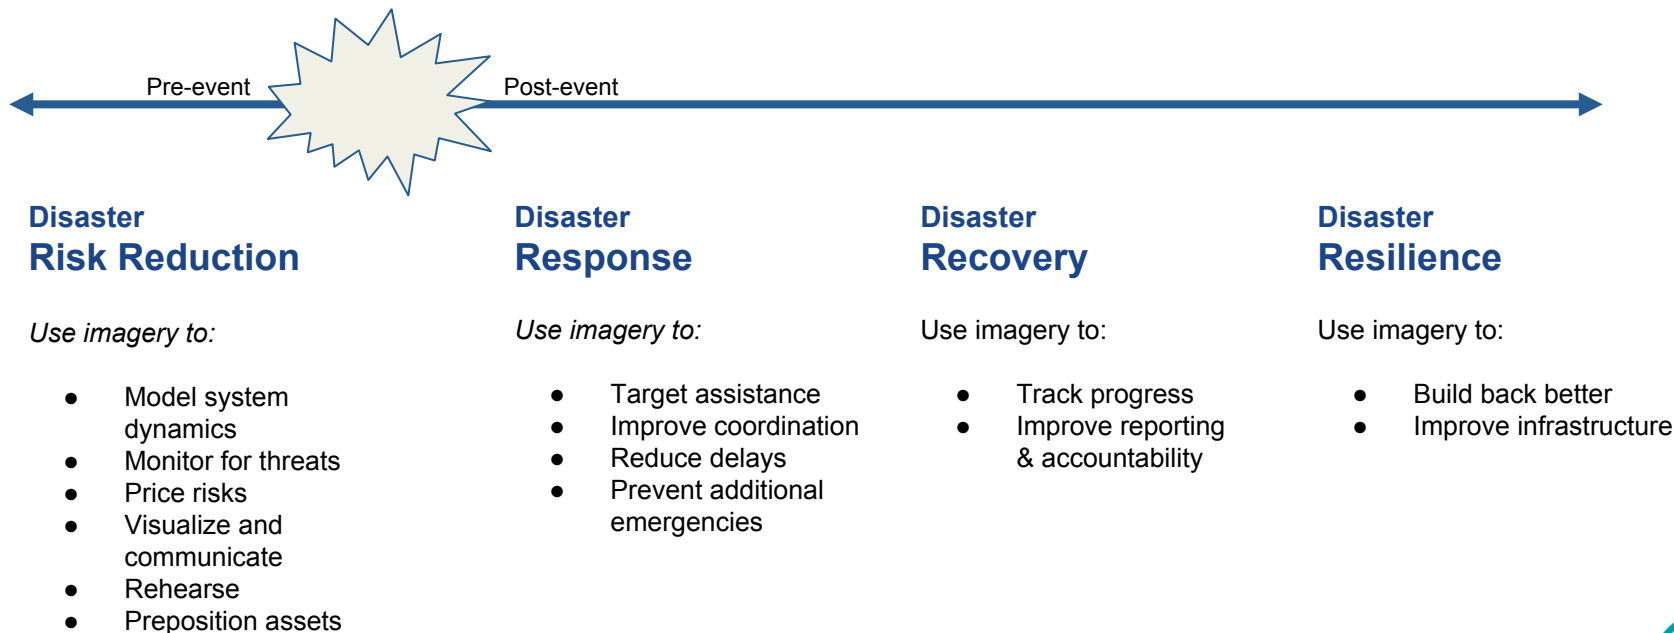 Pre-event
Post-event
Disaster
Risk Reduction
Use imagery to:
● Model system
dynamics
● Monitor for threats
● Price risks
● Visualize and
communicate
● Rehearse
● Preposition assets
Disaster
Response
Use imagery to:
● Target assistance
● Improve coordination
● Reduce delays
● Prevent additional
emergencies
Disaster
Recovery
Use imagery to:
● Track progress
● Improve reporting
& accountability
Disaster
Resilience
Use imagery to:
● Build back better
● Improve infrastructure